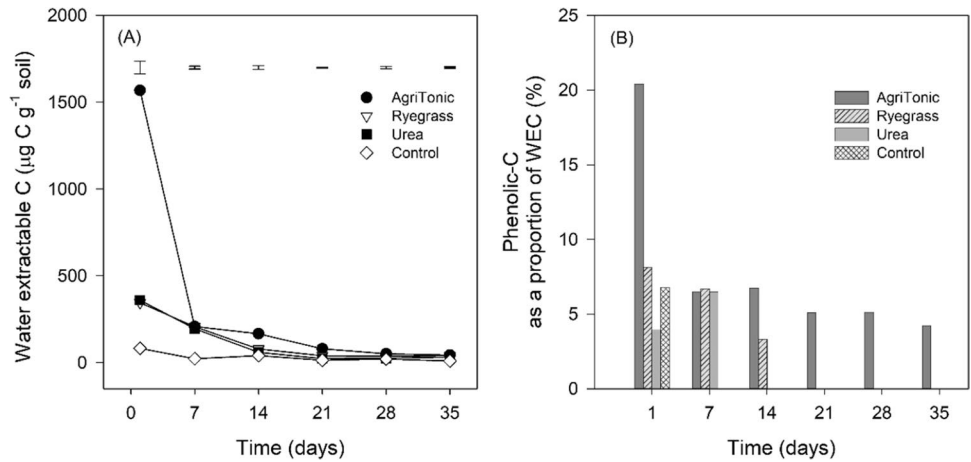 (A)
2000
1500
1000
500
0
Water extractable C (µg C g⁻¹ soil)
AgriTonic
Ryegrass
Urea
Control
0 7 14 21 28 35
Time (days)
(B)
25
20
15
10
5
0
Phenolic-C
as a proportion of WEC (%)
AgriTonic
Ryegrass
Urea
Control
1 7 14 21 28 35
Time (days)